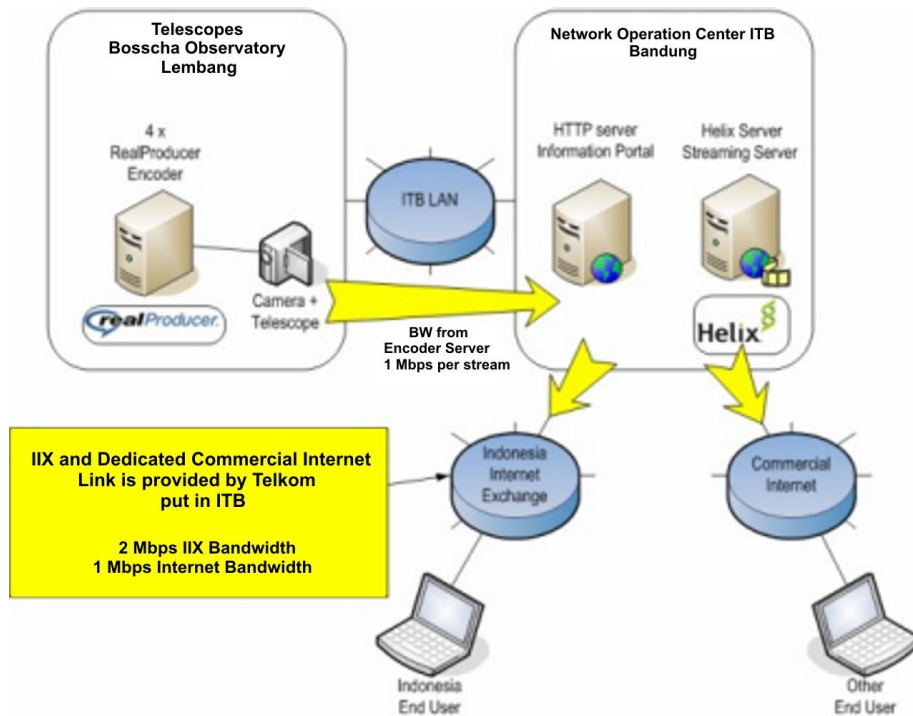 Telescopes
Bosscha Observatory
Lembang
4 x
RealProducer
Encoder
Camera +
Telescope
realProducer.
ITB LAN
BW from
Encoder Server
1 Mbps per stream
Network Operation Center ITB
Bandung
HTTP server
Information Portal
Helix Server
Streaming Server
Helix
IIX and Dedicated Commercial Internet
Link is provided by Telkom
put in ITB
2 Mbps IIX Bandwidth
1 Mbps Internet Bandwidth
Indonesia
Internet
Exchange
Commercial
Internet
Indonesia
End User
Other
End User